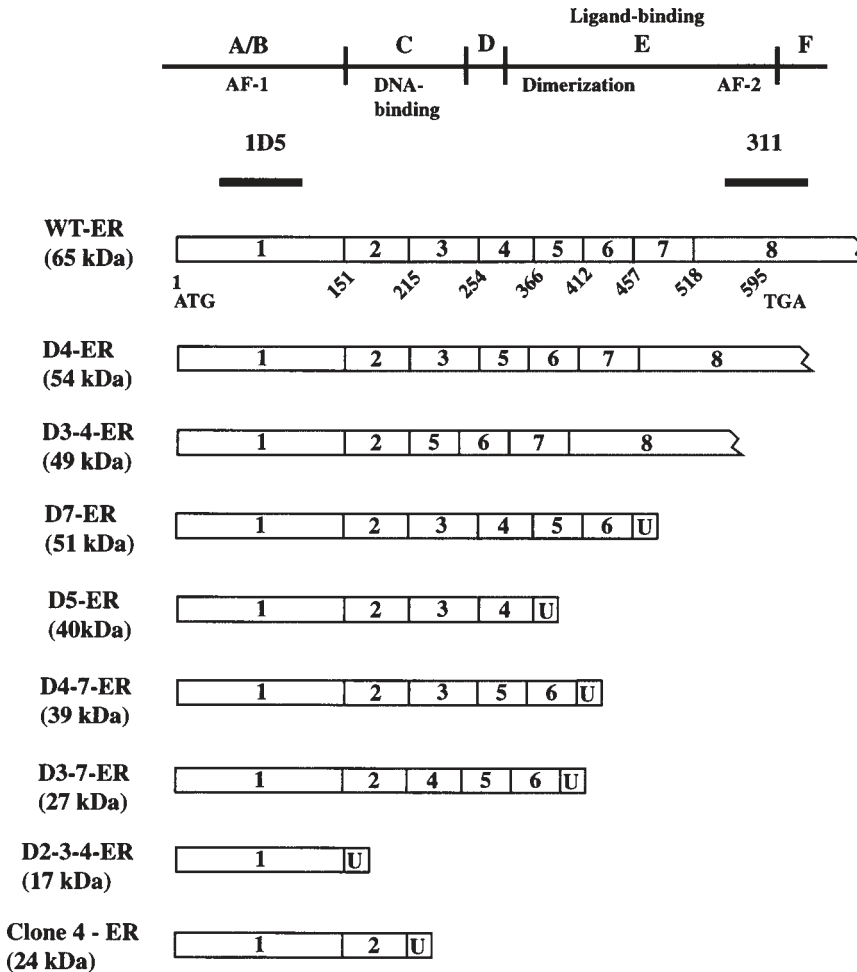 Ligand-binding
A/B C D E F
AF-1 DNA-binding Dimerization AF-2
1D5 311
WT-ER
(65 kDa)
1 2 3 4 5 6 7 8
1 151 215 254 366 412 457 518 595
ATG TGA
D4-ER
(54 kDa)
1 2 3 5 6 7 8
D3-4-ER
(49 kDa)
1 2 5 6 7 8
D7-ER
(51 kDa)
1 2 3 4 5 6 U
D5-ER
(40kDa)
1 2 3 4 U
D4-7-ER
(39 kDa)
1 2 3 5 6 U
D3-7-ER
(27 kDa)
1 2 4 5 6 U
D2-3-4-ER
(17 kDa)
1 U
Clone 4 - ER
(24 kDa)
1 2 U